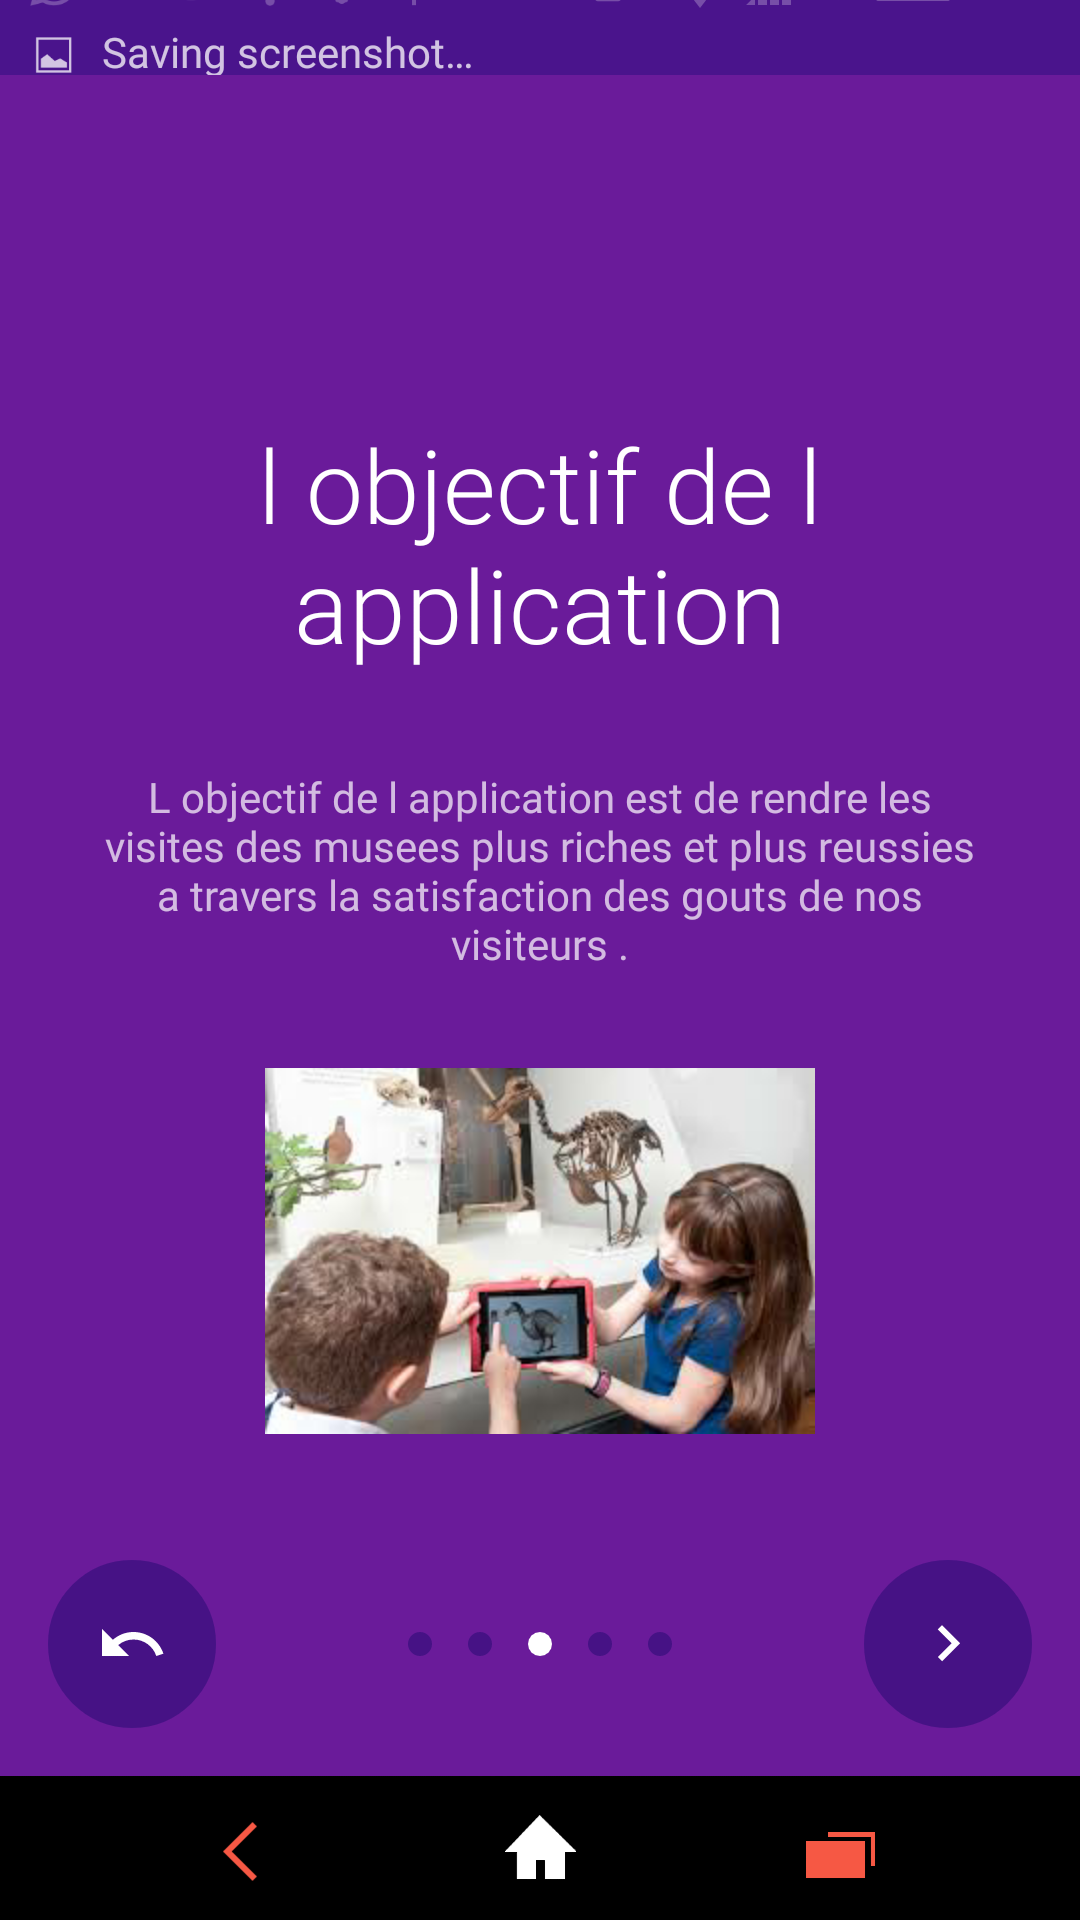 Saving screenshot...
l objectif de l
application
L objectif de l application est de rendre les
visites des musees plus riches et plus reussies
a travers la satisfaction des gouts de nos
visiteurs .